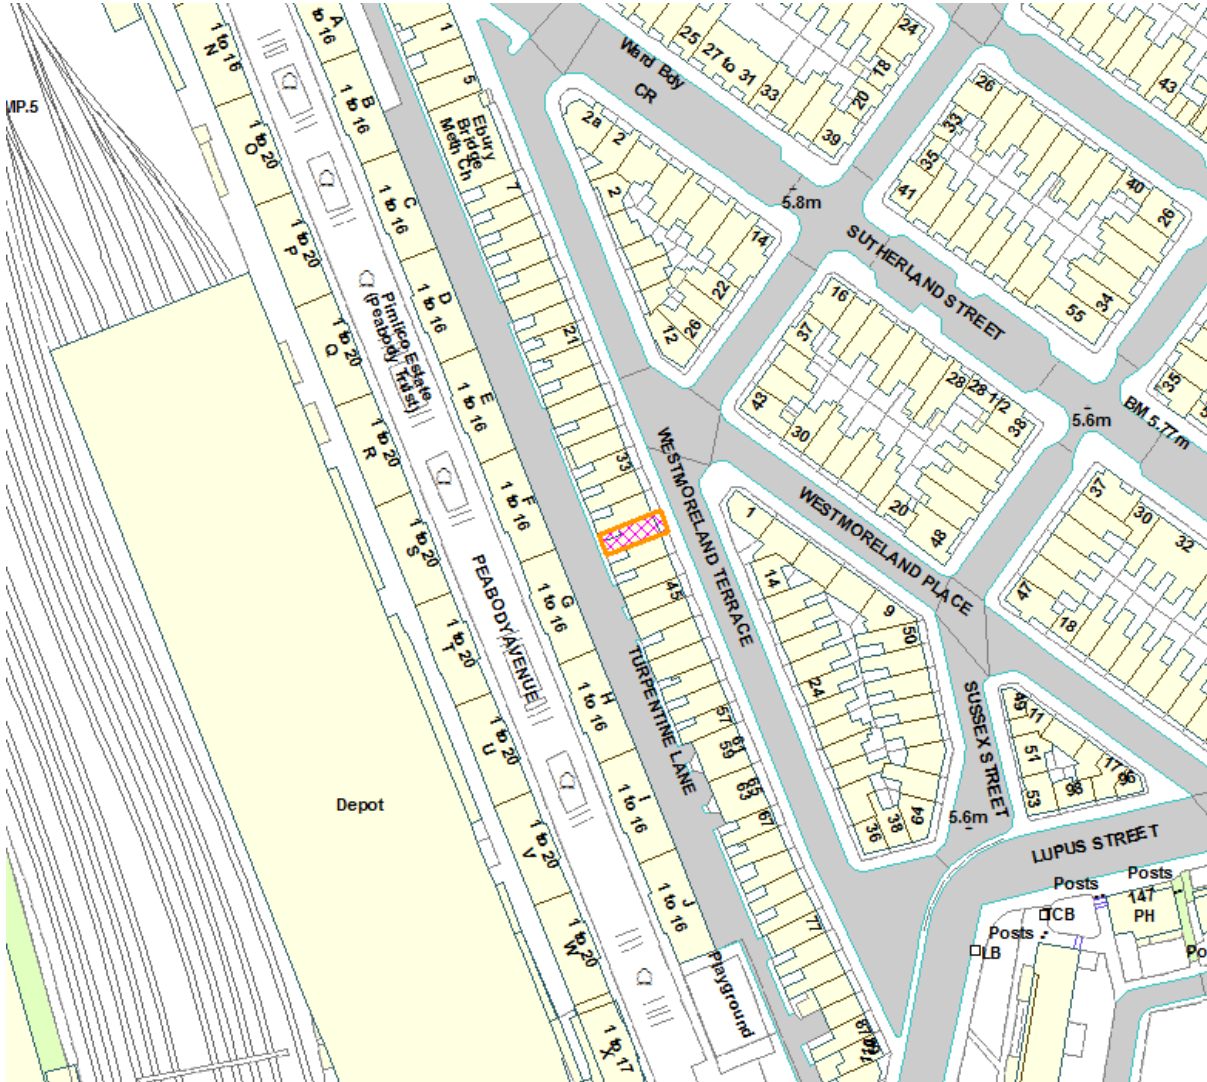 1 to 16
N
A
1 to 16
1
5
25
27 to 31
33
24
18
20
39
Ward Bdy
CR
26
33
35
41
43
40
26
34
55
MP.5
1 to 20
O
B
1 to 16
Ebury
Bridge
Meth Ch
7
2a
2
2
14
22
26
12
5.8m
SUTHERLAND STREET
C
1 to 16
1 to 20
P
D
1 to 16
Pimlico Estate
(Peabody Trust)
21
16
37
43
30
28
28 1/2
38
20
48
35
BM 5.77m
5.6m
1 to 20
Q
E
1 to 16
1 to 20
R
33
WESTMORELAND TERRACE
WESTMORELAND PLACE
37
30
32
47
18
F
1 to 16
1 to 20
S
PEABODY AVENUE
G
1 to 16
45
1
14
9
50
24
1 to 20
T
H
1 to 16
TURPENTINE LANE
57
61
59
65
63
67
SUSSEX STREET
49
11
51
53
17
1 to 20
U
Depot
I
1 to 16
36
38
5.6m
LUPUS STREET
1 to 20
V
J
1 to 16
77
Posts
Posts
147
PH
TCB
Posts
LB
Po
1 to 20
W
Playground
1 to 17
X